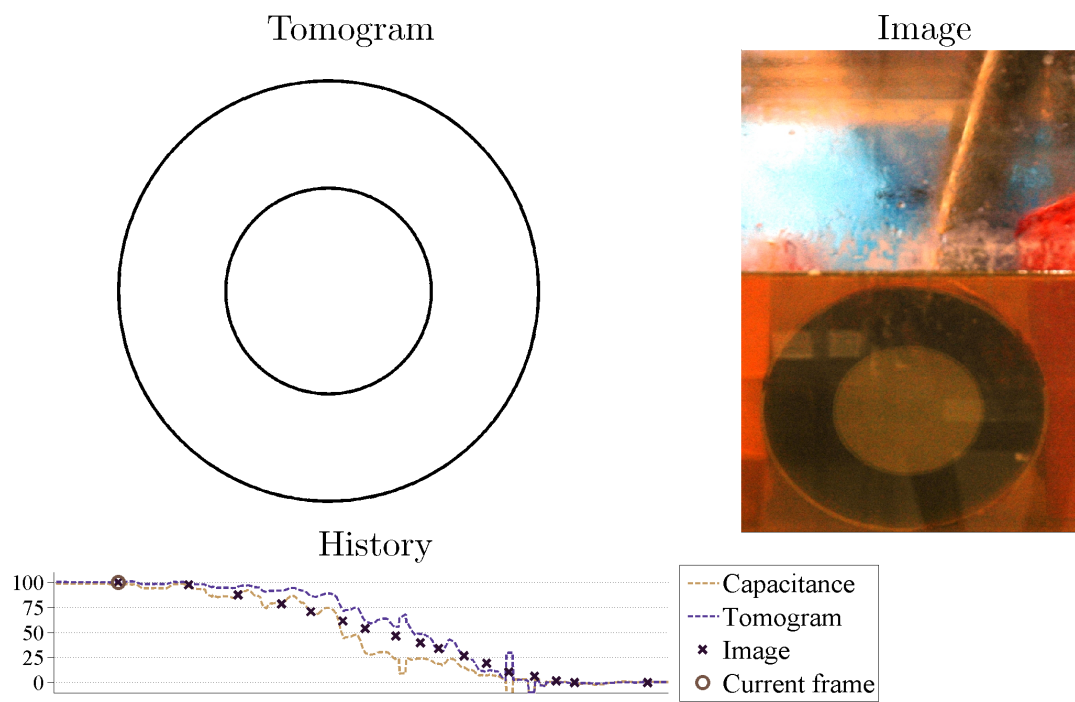 Tomogram
Image
History
100
75
50
25
0
Capacitance
Tomogram
Image
Current frame